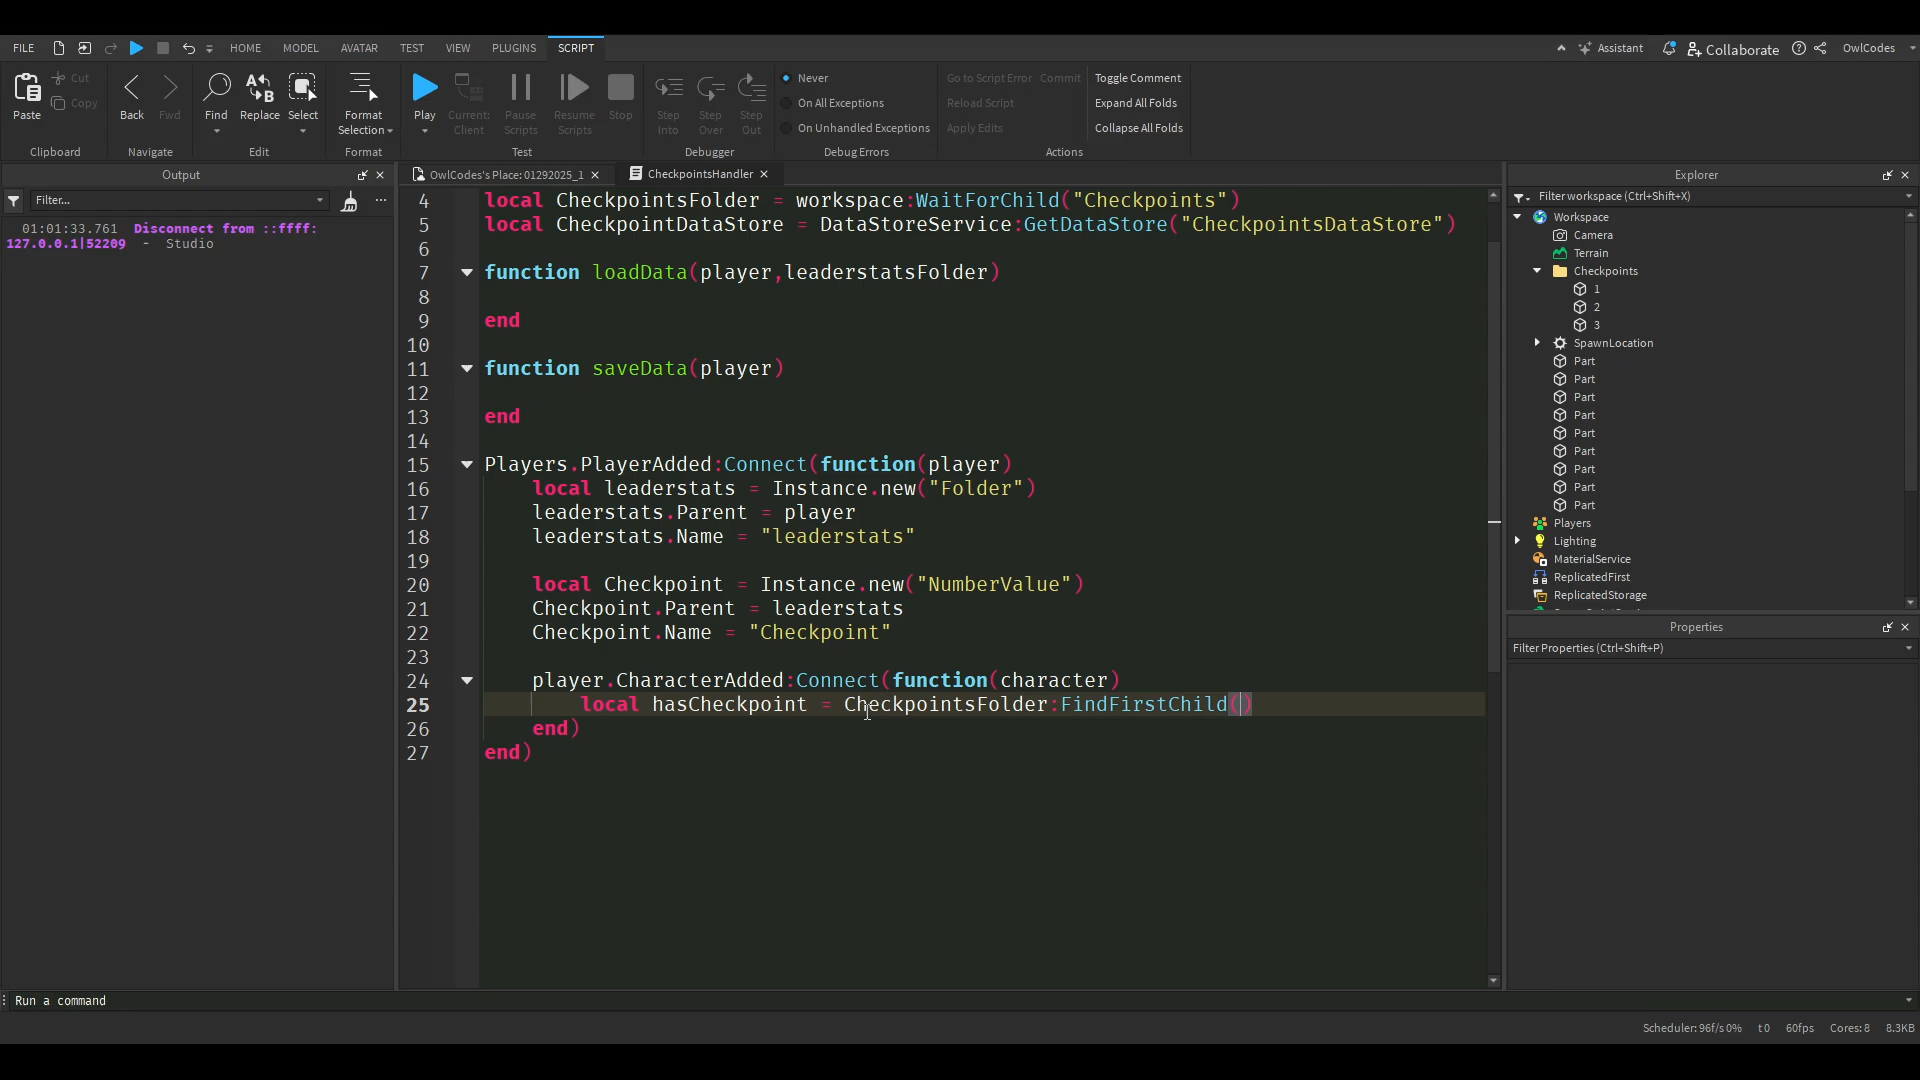 FILE HOME MODEL AVATAR TEST VIEW PLUGINS SCRIPT Assistant Collaborate OwlCodes
Paste Cut Copy Back Fwd Find Replace Select Format Selection Play Current: Client Pause Scripts Resume Scripts Stop Step Into Step Over Step Out
Never Go to Script Error Commit Toggle Comment
On All Exceptions Reload Script Expand All Folds
On Unhandled Exceptions Apply Edits Collapse All Folds
Clipboard Navigate Edit Format Test Debugger Debug Errors Actions
Output
Filter...
01:01:33.761 Disconnect from ::ffff:
127.0.0.1|52209 - Studio
OwlCodes's Place: 01292025_1 CheckpointsHandler
4 local CheckpointsFolder = workspace:WaitForChild("Checkpoints")
5 local CheckpointDataStore = DataStoreService:GetDataStore("CheckpointsDataStore")
6
7 function loadData(player,leaderstatsFolder)
8
9 end
10
11 function saveData(player)
12
13 end
14
15 Players.PlayerAdded:Connect(function(player)
16 local leaderstats = Instance.new("Folder")
17 leaderstats.Parent = player
18 leaderstats.Name = "leaderstats"
19
20 local Checkpoint = Instance.new("NumberValue")
21 Checkpoint.Parent = leaderstats
22 Checkpoint.Name = "Checkpoint"
23
24 player.CharacterAdded:Connect(function(character)
25 local hasCheckpoint = CheckpointsFolder:FindFirstChild()
26 end)
27 end)
Explorer
Filter workspace (Ctrl+Shift+X)
Workspace
Camera
Terrain
Checkpoints
1
2
3
SpawnLocation
Part
Part
Part
Part
Part
Part
Part
Part
Part
Players
Lighting
MaterialService
ReplicatedFirst
ReplicatedStorage
Properties
Filter Properties (Ctrl+Shift+P)
Run a command
Scheduler: 96f/s 0% t 0 60fps Cores: 8 8.3KB